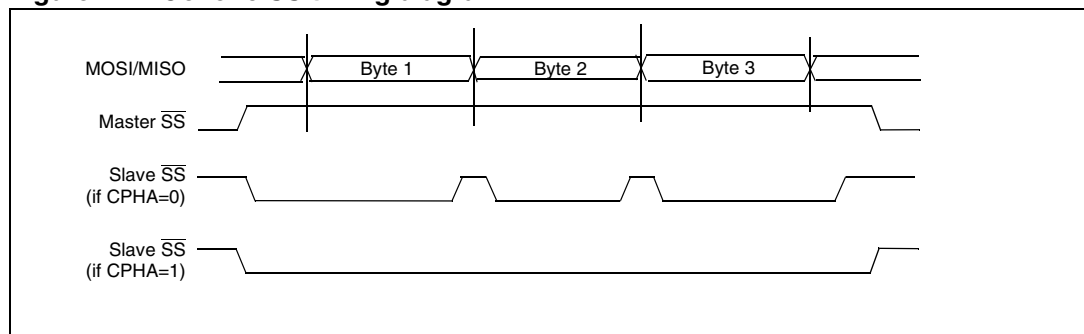 MOSI/MISO
Byte 1
Byte 2
Byte 3
Master SS
Slave SS
(if CPHA=0)
Slave SS
(if CPHA=1)